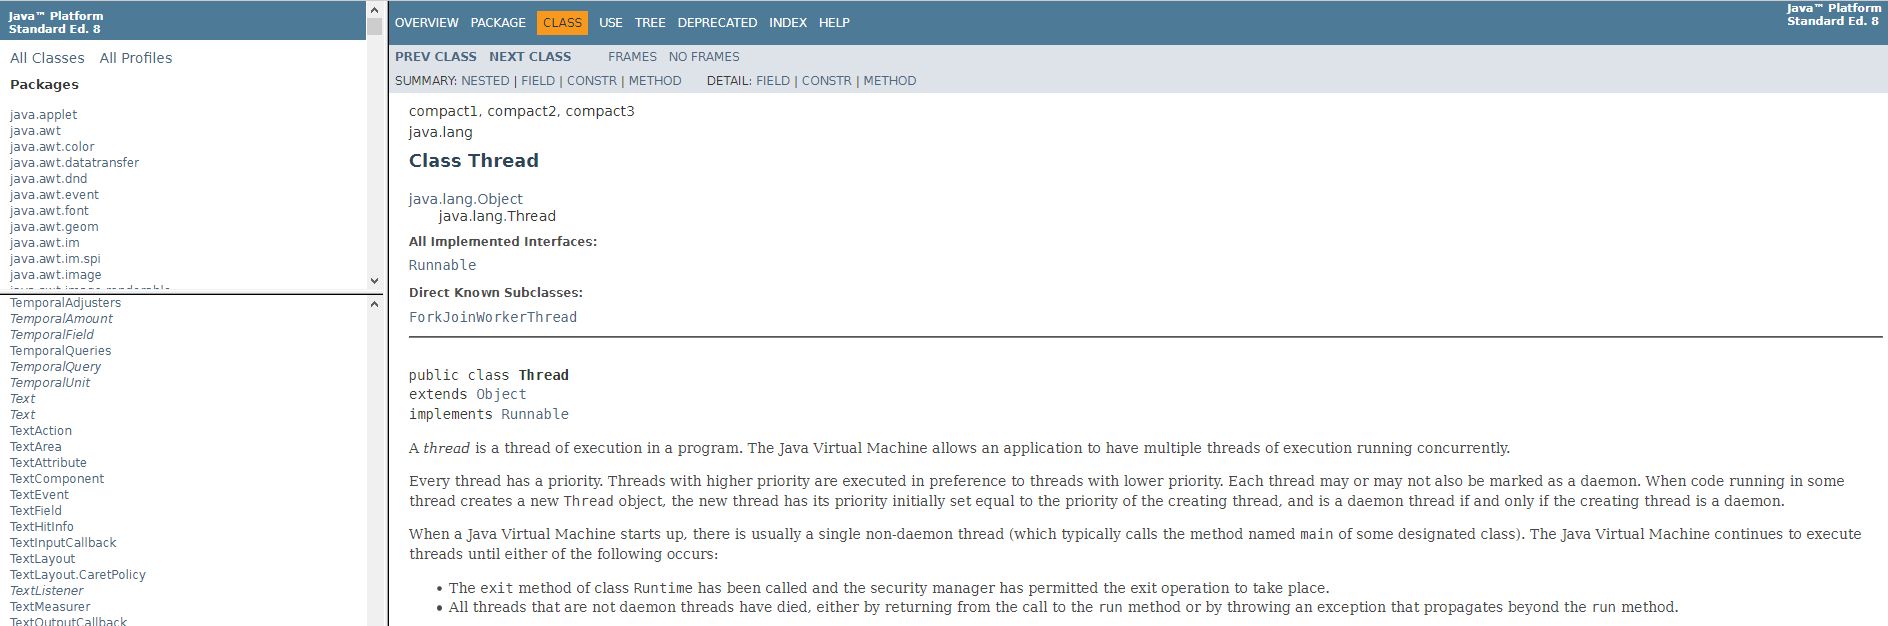 Java™ Platform
Standard Ed. 8
All Classes All Profiles
Packages
java.applet
java.awt
java.awt.color
java.awt.datatransfer
java.awt.dnd
java.awt.event
java.awt.font
java.awt.geom
java.awt.im
java.awt.im.spi
java.awt.image
java.awt.image.renderable
TemporalAdjusters
TemporalAmount
TemporalField
TemporalQueries
TemporalQuery
TemporalUnit
Text
Text
TextAction
TextArea
TextAttribute
TextComponent
TextEvent
TextField
TextHitInfo
TextInputCallback
TextLayout
TextLayout.CaretPolicy
TextListener
TextMeasurer
TextOutputCallback
OVERVIEW PACKAGE CLASS USE TREE DEPRECATED INDEX HELP
Java™ Platform
Standard Ed. 8
PREV CLASS NEXT CLASS FRAMES NO FRAMES
SUMMARY: NESTED | FIELD | CONSTR | METHOD DETAIL: FIELD | CONSTR | METHOD
compact1, compact2, compact3
java.lang
Class Thread
java.lang.Object
java.lang.Thread
All Implemented Interfaces:
Runnable
Direct Known Subclasses:
ForkJoinWorkerThread
public class Thread
extends Object
implements Runnable
A thread is a thread of execution in a program. The Java Virtual Machine allows an application to have multiple threads of execution running concurrently.
Every thread has a priority. Threads with higher priority are executed in preference to threads with lower priority. Each thread may or may not also be marked as a daemon. When code running in some
thread creates a new Thread object, the new thread has its priority initially set equal to the priority of the creating thread, and is a daemon thread if and only if the creating thread is a daemon.
When a Java Virtual Machine starts up, there is usually a single non-daemon thread (which typically calls the method named main of some designated class). The Java Virtual Machine continues to execute
threads until either of the following occurs:
• The exit method of class Runtime has been called and the security manager has permitted the exit operation to take place.
• All threads that are not daemon threads have died, either by returning from the call to the run method or by throwing an exception that propagates beyond the run method.